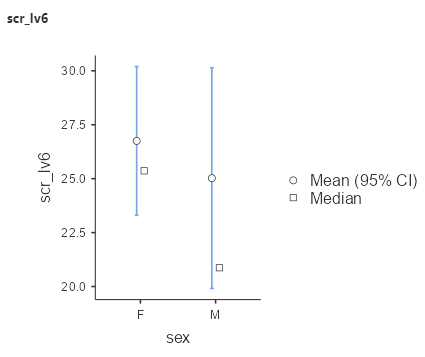 scr_lv6
30.0
27.5
25.0
22.5
20.0
scr_lv6
F
M
sex
Mean (95% CI)
Median